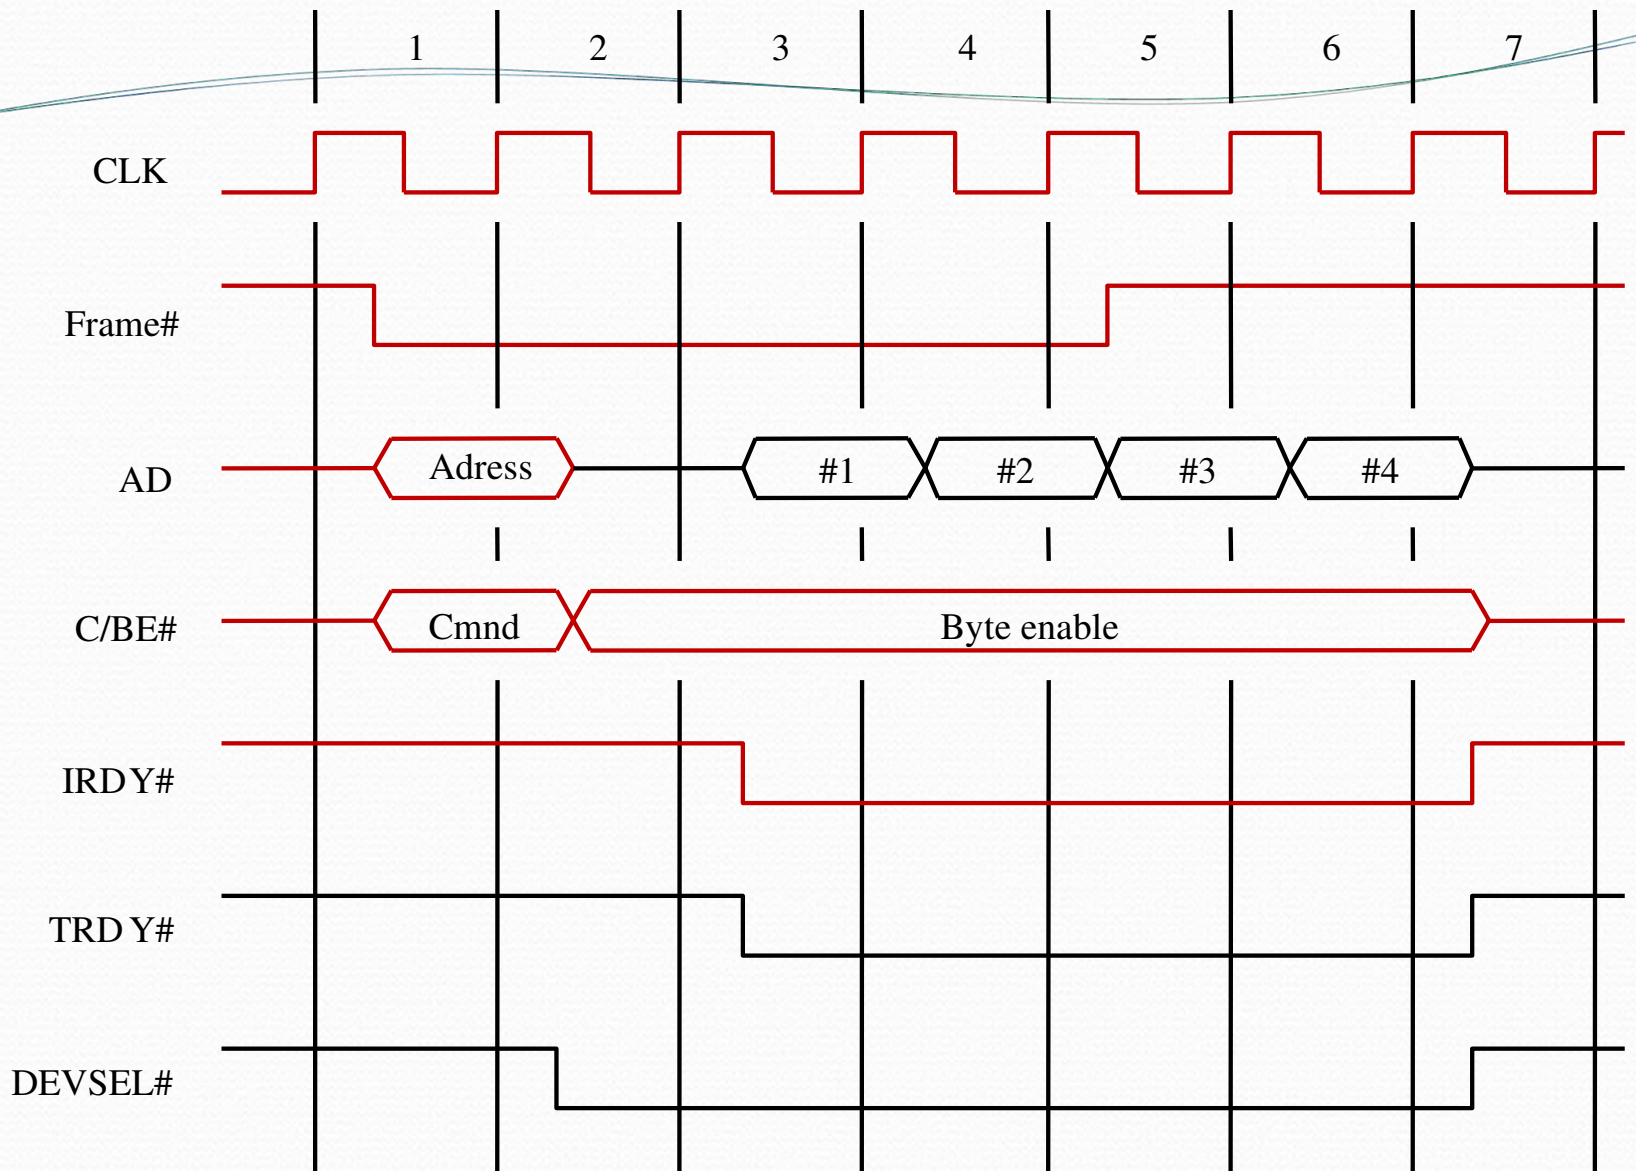 1 2 3 4 5 6 7
CLK
Frame#
AD Adress #1 #2 #3 #4
C/BE# Cmnd Byte enable
IRDY#
TRDY#
DEVSEL#